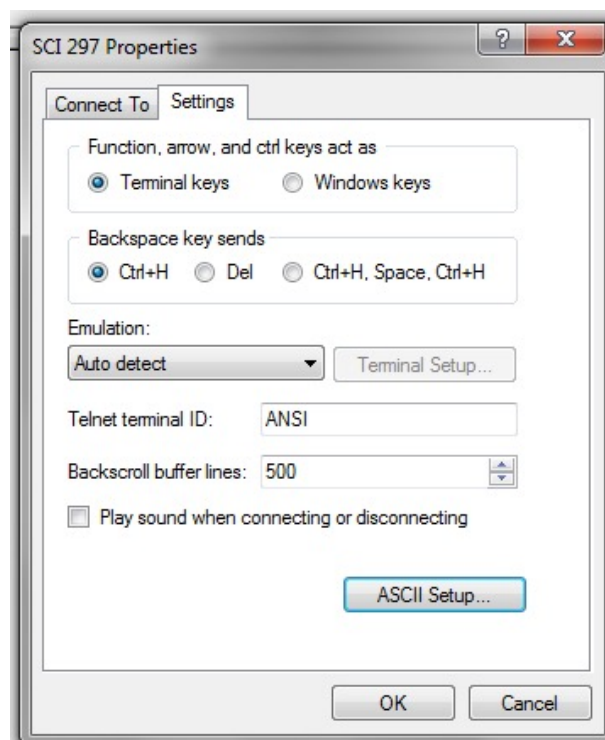 SCI 297 Properties
Connect To Settings
Function, arrow, and ctrl keys act as
Terminal keys Windows keys
Backspace key sends
Ctrl+H Del Ctrl+H, Space, Ctrl+H
Emulation:
Auto detect Terminal Setup...
Telnet terminal ID: ANSI
Backscroll buffer lines: 500
Play sound when connecting or disconnecting
ASCII Setup...
OK Cancel